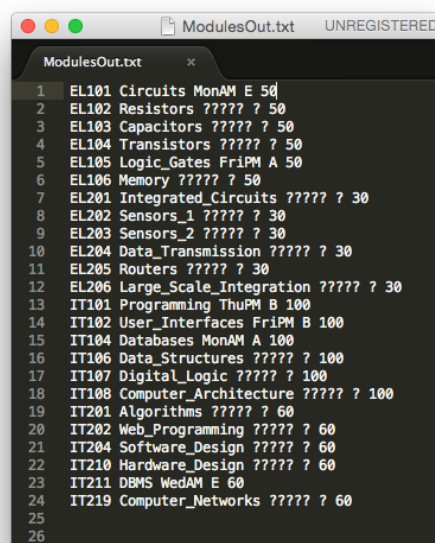 ModulesOut.txt UNREGISTERED
ModulesOut.txt ×
1 EL101 Circuits MonAM E 50
2 EL102 Resistors ????? ? 50
3 EL103 Capacitors ????? ? 50
4 EL104 Transistors ????? ? 50
5 EL105 Logic_Gates FriPM A 50
6 EL106 Memory ????? ? 50
7 EL201 Integrated_Circuits ????? ? 30
8 EL202 Sensors_1 ????? ? 30
9 EL203 Sensors_2 ????? ? 30
10 EL204 Data_Transmission ????? ? 30
11 EL205 Routers ????? ? 30
12 EL206 Large_Scale_Integration ????? ? 30
13 IT101 Programming ThuPM B 100
14 IT102 User_Interfaces FriPM B 100
15 IT104 Databases MonAM A 100
16 IT106 Data_Structures ????? ? 100
17 IT107 Digital_Logic ????? ? 100
18 IT108 Computer_Architecture ????? ? 100
19 IT201 Algorithms ????? ? 60
20 IT202 Web_Programming ????? ? 60
21 IT204 Software_Design ????? ? 60
22 IT210 Hardware_Design ????? ? 60
23 IT211 DBMS WedAM E 60
24 IT219 Computer_Networks ????? ? 60
25
26